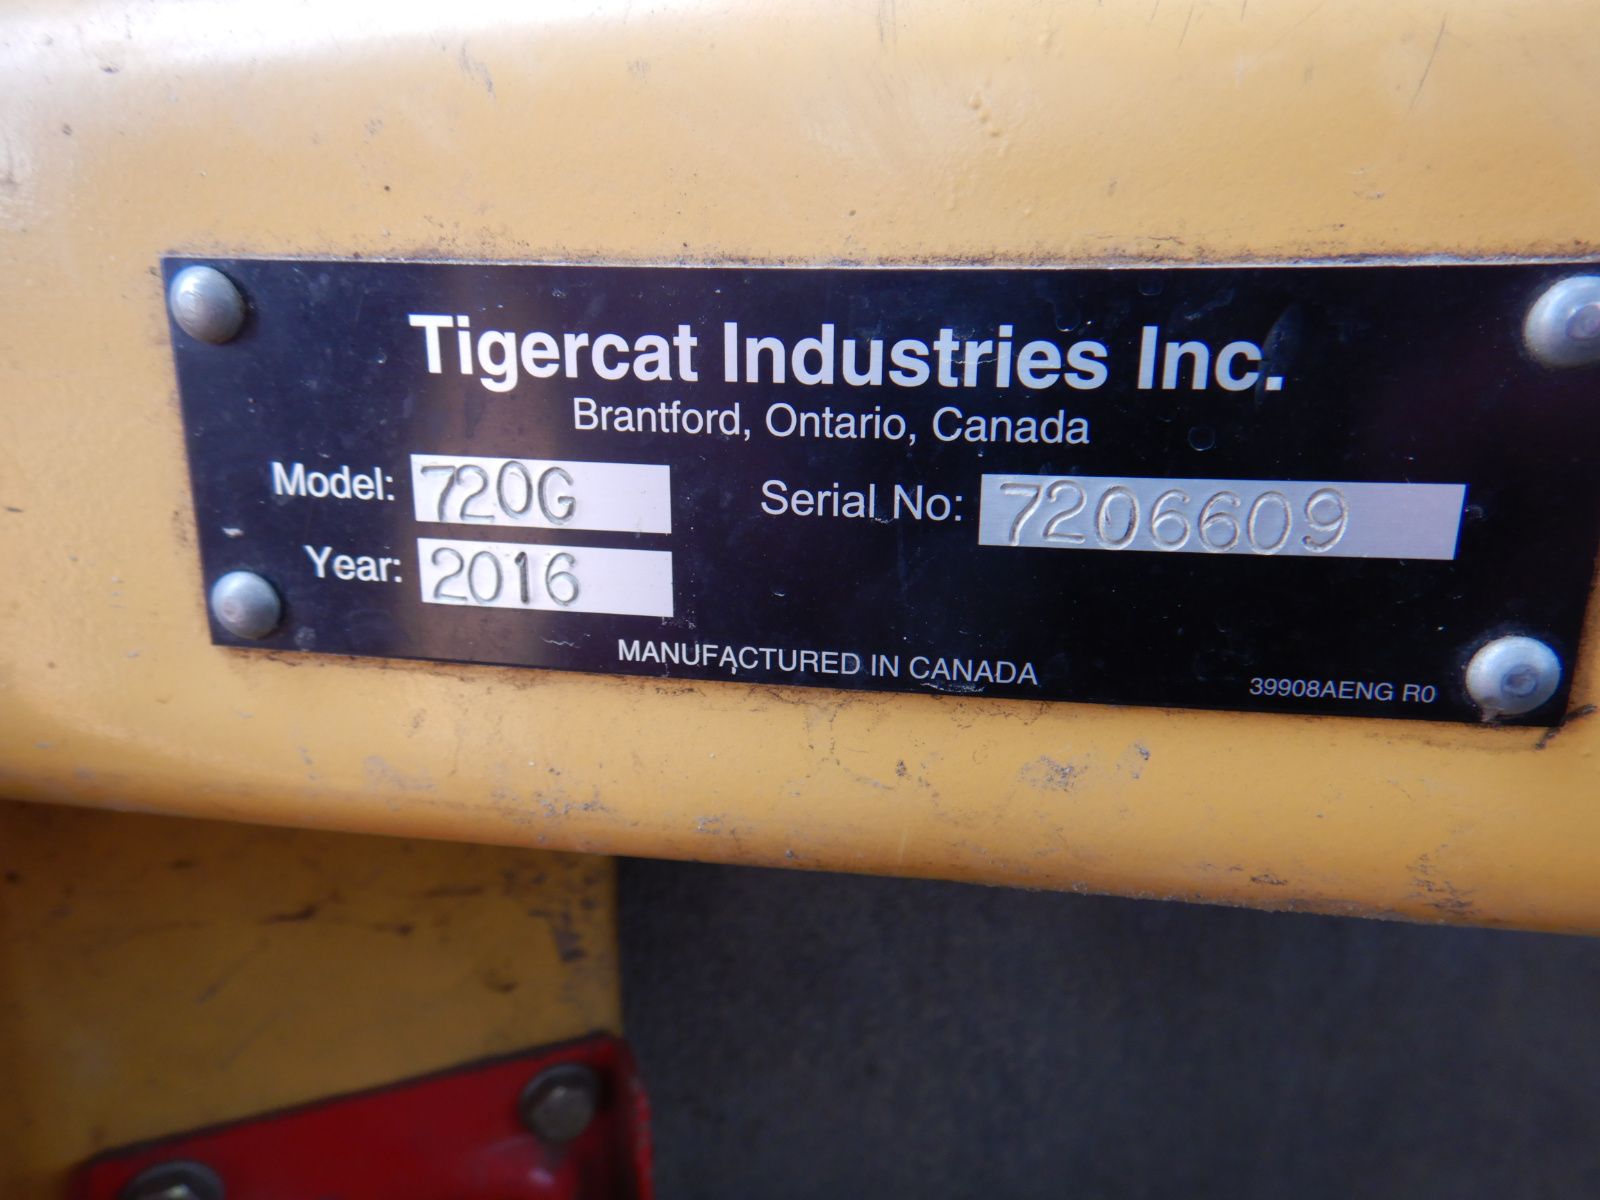 Tigercat Industries Inc.
Brantford, Ontario, Canada
Model: 720G
Serial No: 7206609
Year: 2016
MANUFACTURED IN CANADA
39908AENG R0